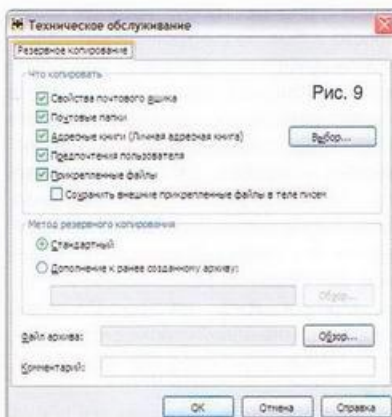 Техническое обслуживание
Резервное копирование
Что копировать
Свойства почтового ящика
Рис. 9
Почтовые папки
Адресные книги (Личная адресная книга)
Выбор...
Предпочтения пользователя
Прикрепленные файлы
Сохранить внешние прикрепленные файлы в теле писем
Метод резервного копирования
Стандартный
Дополнение к ранее созданному архиву:
Обзор...
Файл архива:
Обзор...
Комментарий:
ОК
Отмена
Справка